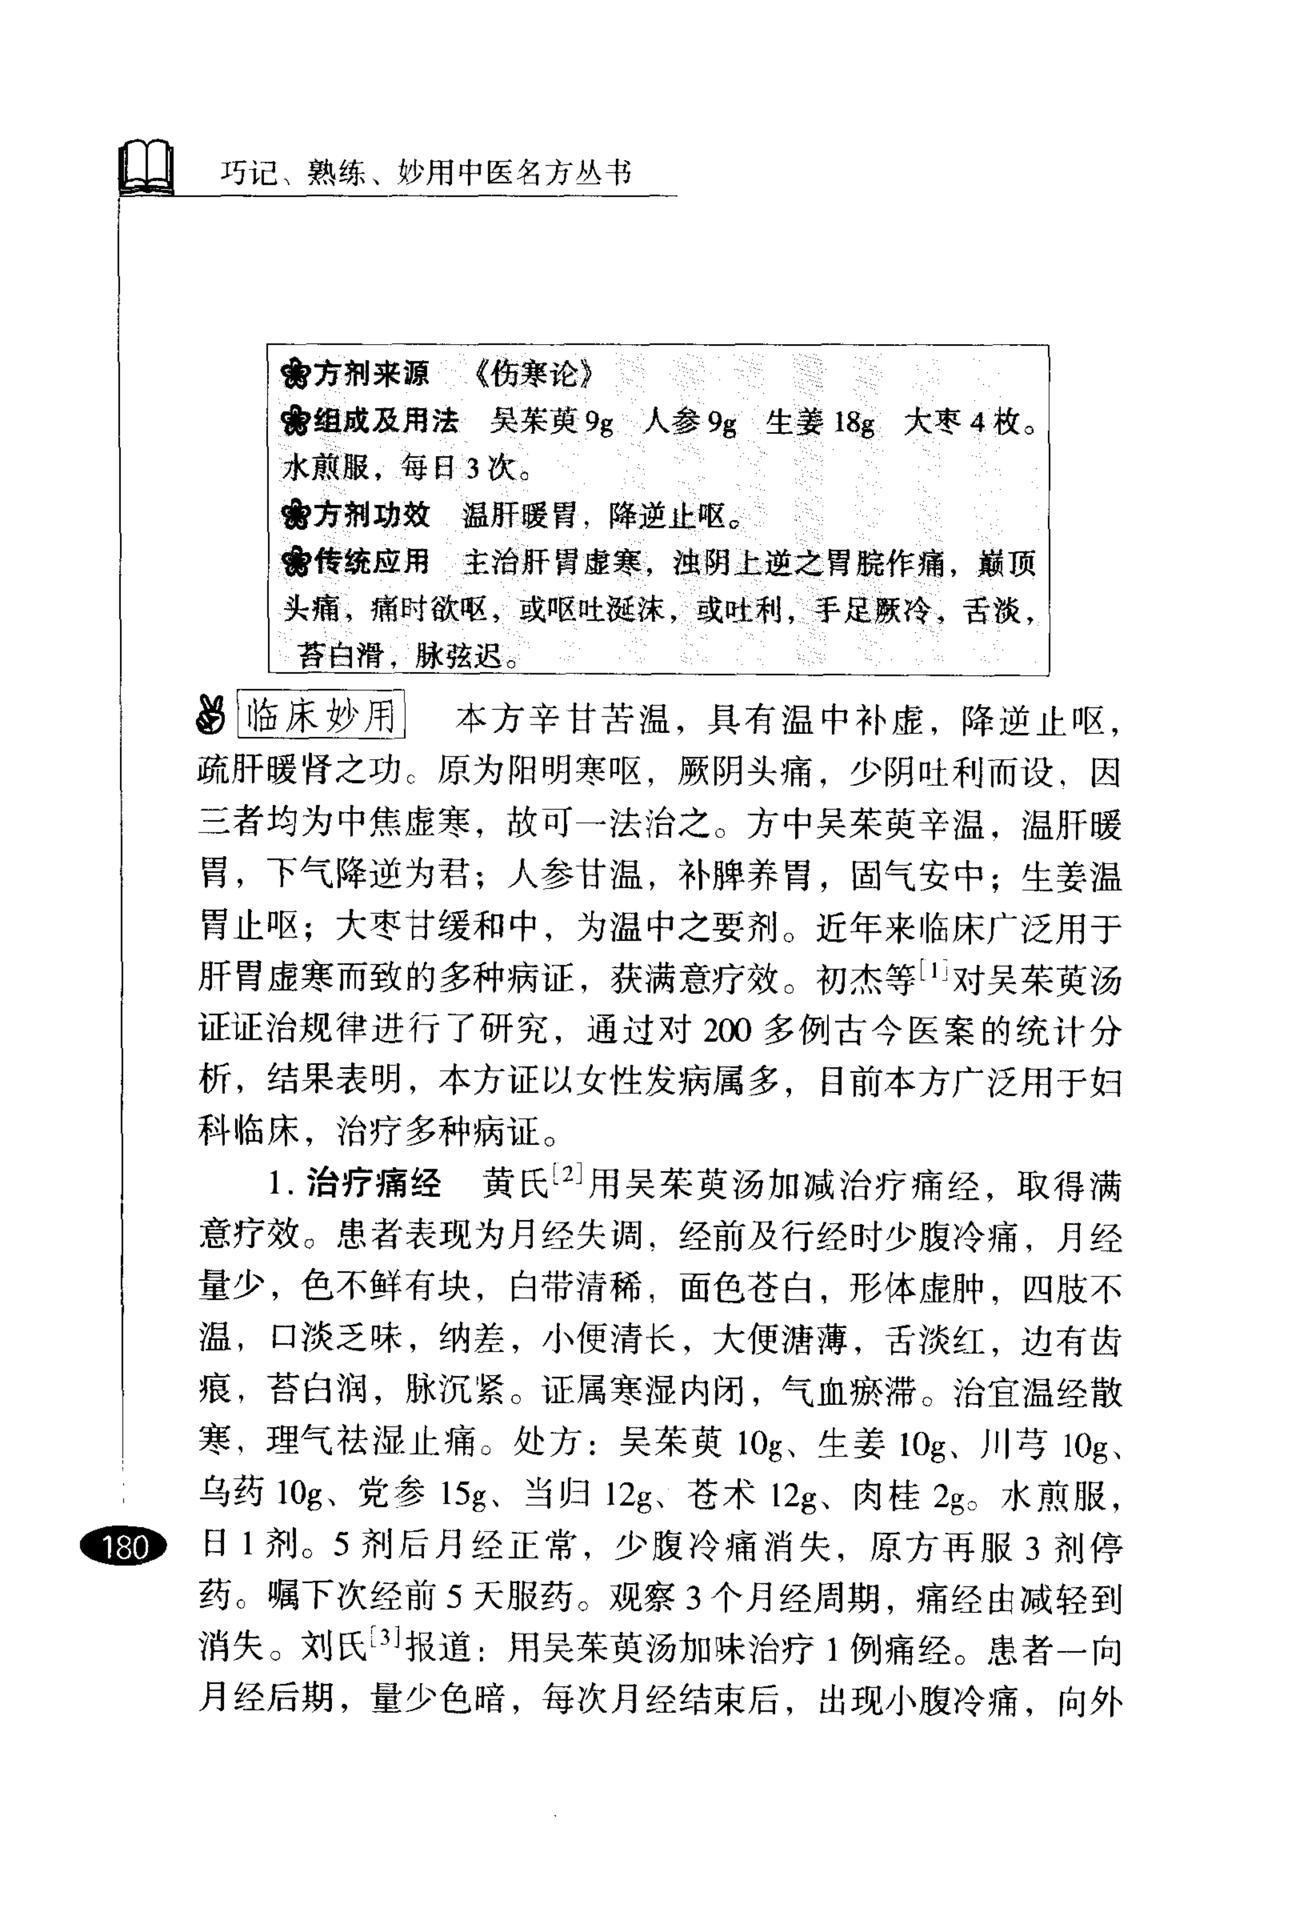 巧记、熟练、妙用中医名方丛书
方剂来源 《伤寒论》
组成及用法 吴茱萸9g 人参9g 生姜18g 大枣4枚。
水煎服，每日3次。
方剂功效 温肝暖胃，降逆止呕。
传统应用 主治肝胃虚寒，浊阴上逆之胃脘作痛，巅顶
头痛，痛时欲呕，或呕吐涎沫，或吐利，手足厥冷，舌淡，
苔白滑，脉弦迟。
临床妙用 本方辛甘苦温，具有温中补虚，降逆止呕，
疏肝暖肾之功。原为阳明寒呕，厥阴头痛，少阴吐利而设，因
三者均为中焦虚寒，故可一法治之。方中吴茱萸辛温，温肝暖
胃，下气降逆为君；人参甘温，补脾养胃，固气安中；生姜温
胃止呕；大枣甘缓和中，为温中之要剂。近年来临床广泛用于
肝胃虚寒而致的多种病证，获满意疗效。初杰等[1]对吴茱萸汤
证证治规律进行了研究，通过对 200 多例古今医案的统计分
析，结果表明，本方证以女性发病属多，目前本方广泛用于妇
科临床，治疗多种病证。
1. 治疗痛经 黄氏[2]用吴茱萸汤加减治疗痛经，取得满
意疗效。患者表现为月经失调，经前及行经时少腹冷痛，月经
量少，色不鲜有块，白带清稀，面色苍白，形体虚肿，四肢不
温，口淡乏味，纳差，小便清长，大便溏薄，舌淡红，边有齿
痕，苔白润，脉沉紧。证属寒湿内闭，气血瘀滞。治宜温经散
寒，理气祛湿止痛。处方：吴茱萸 10g、生姜 10g、川芎 10g、
乌药 10g、党参 15g、当归 12g、苍术 12g、肉桂 2g。水煎服，
日 1 剂。5 剂后月经正常，少腹冷痛消失，原方再服 3 剂停
药。嘱下次经前 5 天服药。观察 3 个月经周期，痛经由减轻到
消失。刘氏[3]报道：用吴茱萸汤加味治疗 1 例痛经。患者一向
月经后期，量少色暗，每次月经结束后，出现小腹冷痛，向外
180